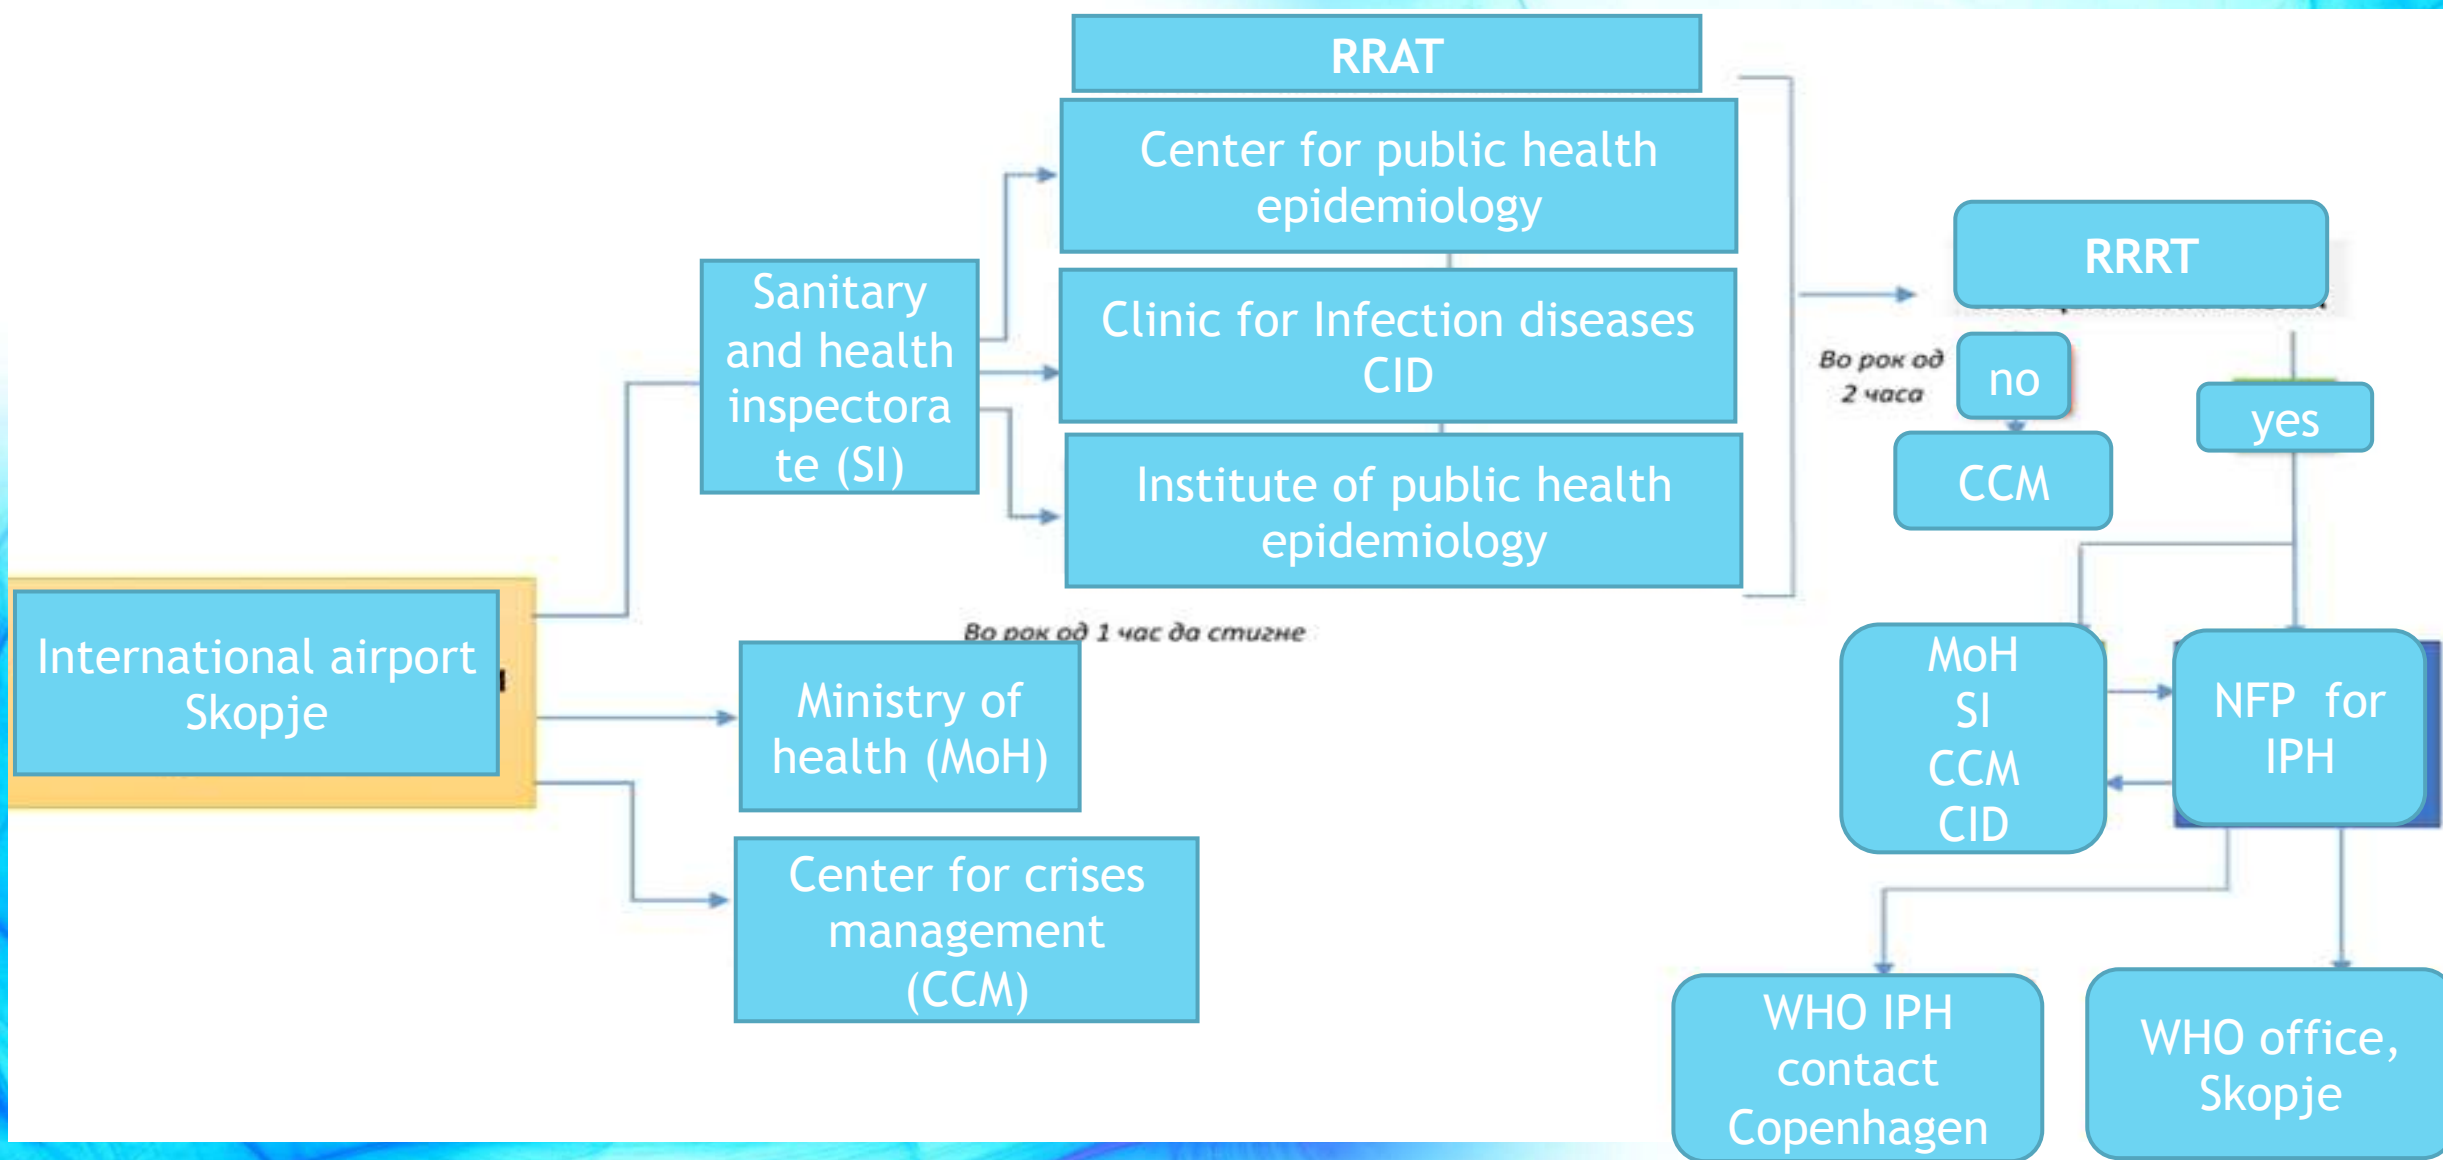 RRAT
Center for public health
epidemiology
Sanitary
and health
inspectora
te (SI)
Clinic for Infection diseases
CID
Institute of public health
epidemiology
RRRT
Во рок од
2 часа
no
yes
CCM
International airport
Skopje
Во рок од 1 час да стигне
Ministry of
health (MoH)
Center for crises
management
(CCM)
MoH
SI
CCM
CID
NFP for
IPH
WHO IPH
contact
Copenhagen
WHO office,
Skopje